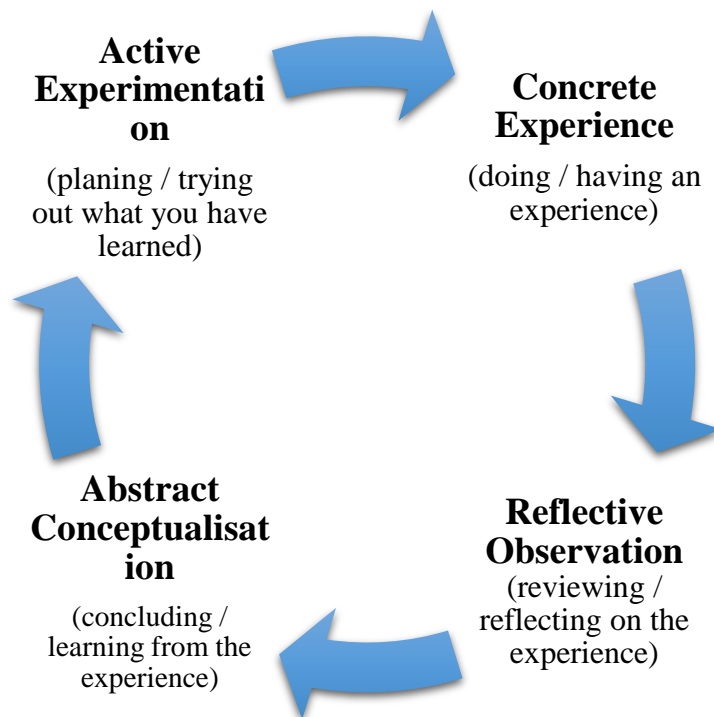 Active
Experimentati
on
(planing / trying
out what you have
learned)
Concrete
Experience
(doing / having an
experience)
Abstract
Conceptualisat
ion
(concluding /
learning from the
experience)
Reflective
Observation
(reviewing /
reflecting on the
experience)